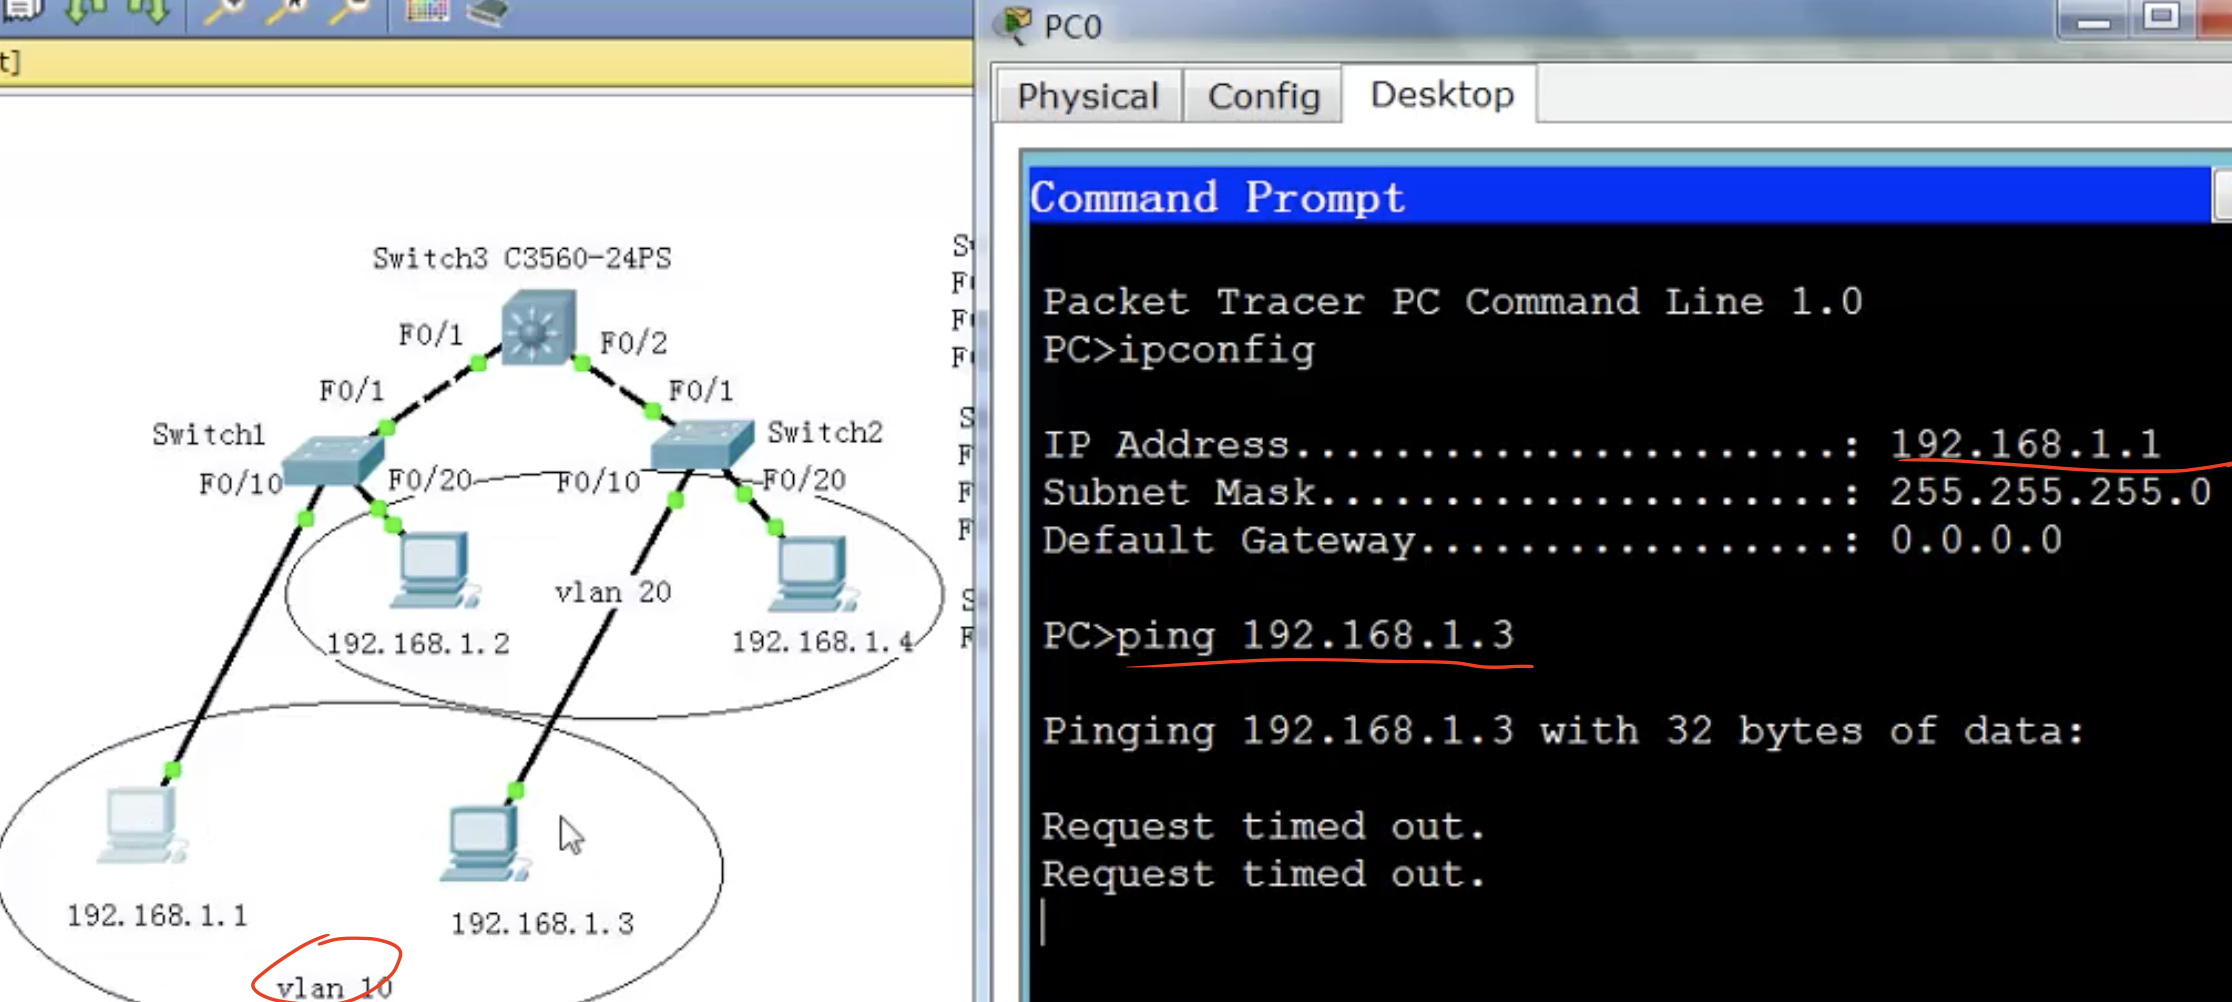 t]
Switch3 C3560-24PS
F0/1
F0/2
F0/1
F0/1
Switch1
Switch2
F0/10
F0/20
F0/10
F0/20
vlan 20
192.168.1.2
192.168.1.4
192.168.1.1
192.168.1.3
vlan 10
PC0
Physical
Config
Desktop
Command Prompt
Packet Tracer PC Command Line 1.0
PC>ipconfig
IP Address......................: 192.168.1.1
Subnet Mask.....................: 255.255.255.0
Default Gateway.................: 0.0.0.0
PC>ping 192.168.1.3
Pinging 192.168.1.3 with 32 bytes of data:
Request timed out.
Request timed out.